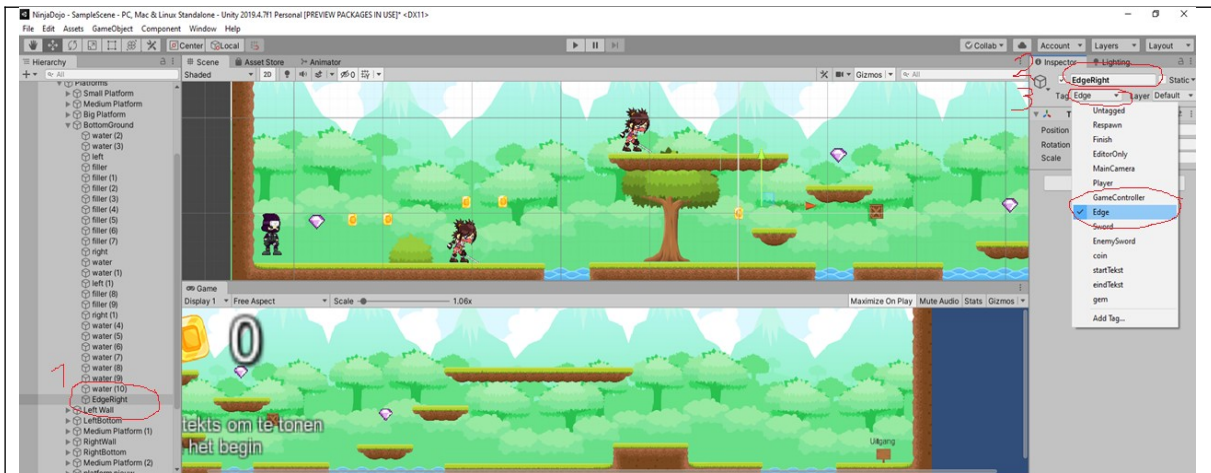 NinjaDojo - SampleScene - PC, Mac & Linux Standalone - Unity 2019.4.7f1 Personal [PREVIEW PACKAGES IN USE]* <DX11>
File Edit Assets GameObject Component Window Help
Center Local Collab Account Layers Layout
Hierarchy
All
Platforms
Small Platform
Medium Platform
Big Platform
BottomGround
water (2)
water (3)
left
filler
filler (1)
filler (2)
filler (3)
filler (4)
filler (5)
filler (6)
filler (7)
right
water
water (1)
left (1)
filler (8)
filler (9)
right (1)
water (4)
water (5)
water (6)
water (7)
water (8)
water (9)
water (10)
EdgeRight
Left Wall
LeftBottom
Medium Platform (1)
RightWall
RightBottom
Medium Platform (2)
1
Scene Asset Store Animator
Shaded 2D 0 Gizmos All
Game
Display 1 Free Aspect Scale 1.06x Maximize On Play Mute Audio Stats Gizmos
0
tekts om te tonen
het begin
Uitgang
Inspector Lighting
2
EdgeRight Static
3
Tag Edge Layer Default
T
Position
Rotation
Scale
Untagged
Respawn
Finish
EditorOnly
MainCamera
Player
GameController
Edge
Sword
EnemySword
coin
startTekst
eindTekst
gem
Add Tag...